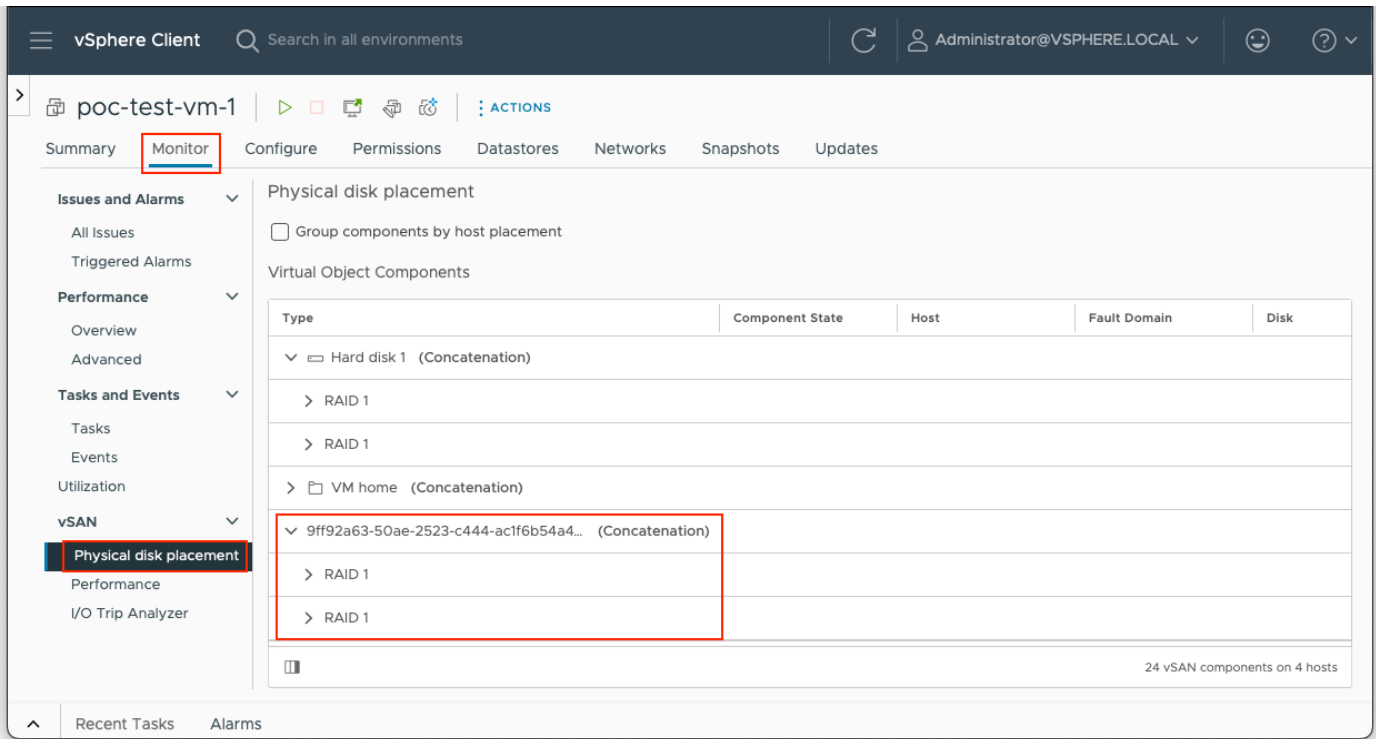 vSphere Client
Search in all environments
Administrator@VSPHERE.LOCAL
poc-test-vm-1
ACTIONS
Summary Monitor Configure Permissions Datastores Networks Snapshots Updates
Issues and Alarms
All Issues
Triggered Alarms
Performance
Overview
Advanced
Tasks and Events
Tasks
Events
Utilization
vSAN
Physical disk placement
Performance
I/O Trip Analyzer
Physical disk placement
Group components by host placement
Virtual Object Components
Type Component State Host Fault Domain Disk
Hard disk 1 (Concatenation)
RAID 1
RAID 1
VM home (Concatenation)
9ff92a63-50ae-2523-c444-ac1f6b54a4... (Concatenation)
RAID 1
RAID 1
24 vSAN components on 4 hosts
Recent Tasks Alarms